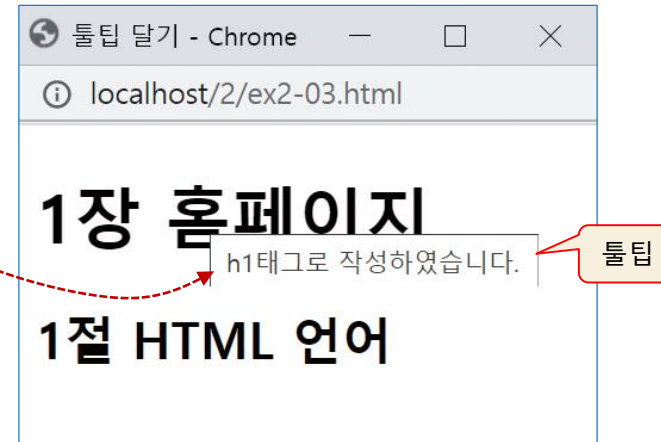 툴팁 달기 - Chrome
localhost/2/ex2-03.html
1장 홈페이지
h1태그로 작성하였습니다.
툴팁
1절 HTML 언어